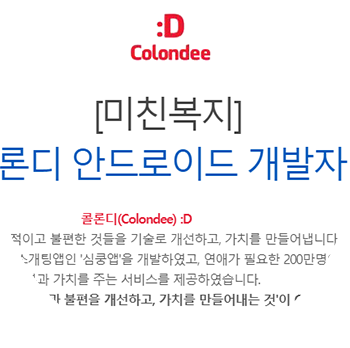 :D
Colondee
[미친복지]
론디 안드로이드 개발자
콜론디(Colondee) :D
적이고 불편한 것들을 기술로 개선하고, 가치를 만들어냅니다
소개팅앱인 '심쿵앱'을 개발하였고, 연애가 필요한 200만명
과 가치를 주는 서비스를 제공하였습니다.
불편을 개선하고, 가치를 만들어내는 것'이